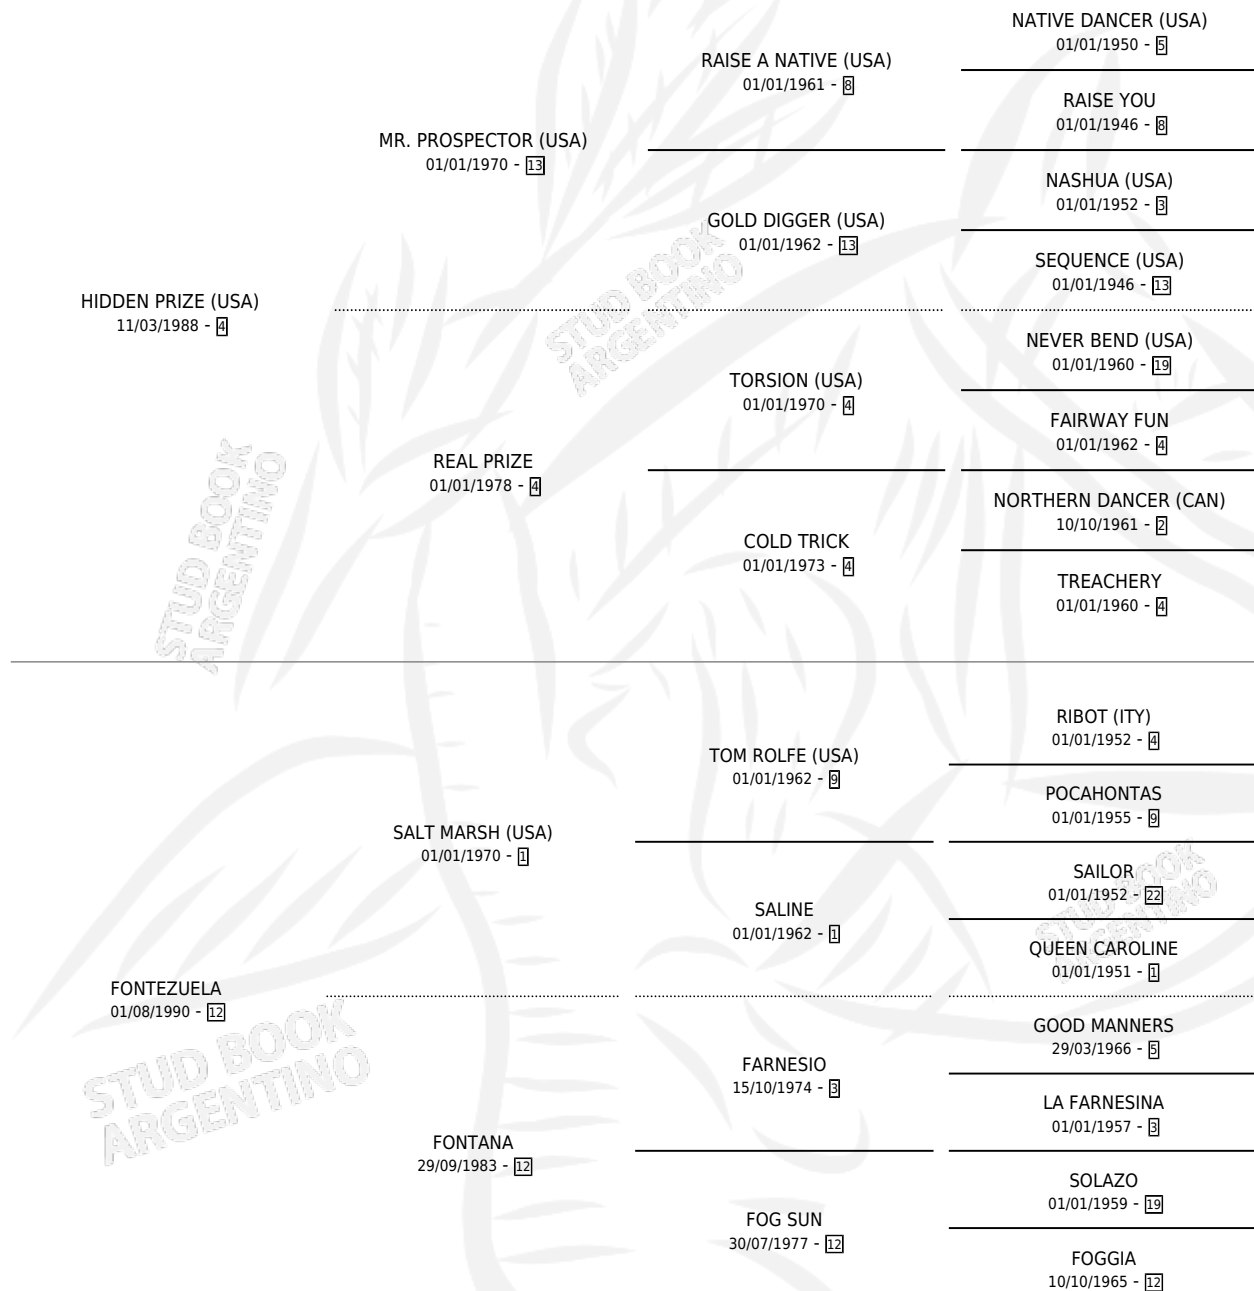 NATIVE DANCER (USA)
01/01/1950 - 5
RAISE A NATIVE (USA)
01/01/1961 - 8
RAISE YOU
01/01/1946 - 8
MR. PROSPECTOR (USA)
01/01/1970 - 13
NASHUA (USA)
01/01/1952 - 3
GOLD DIGGER (USA)
01/01/1962 - 13
SEQUENCE (USA)
01/01/1946 - 13
HIDDEN PRIZE (USA)
11/03/1988 - 4
STUD BOOK
ARGENTINO
NEVER BEND (USA)
01/01/1960 - 19
TORSION (USA)
01/01/1970 - 4
FAIRWAY FUN
01/01/1962 - 4
REAL PRIZE
01/01/1978 - 4
NORTHERN DANCER (CAN)
10/10/1961 - 2
COLD TRICK
01/01/1973 - 4
TREACHERY
01/01/1960 - 4
STUD BOOK
ARGENTINO
RIBOT (ITY)
01/01/1952 - 4
TOM ROLFE (USA)
01/01/1962 - 9
POCAHONTAS
01/01/1955 - 9
SALT MARSH (USA)
01/01/1970 - 1
SAILOR
01/01/1952 - 22
SALINE
01/01/1962 - 1
QUEEN CAROLINE
01/01/1951 - 1
STUD BOOK
ARGENTINO
FONTEZUELA
01/08/1990 - 12
GOOD MANNERS
29/03/1966 - 5
FARNESIO
15/10/1974 - 3
LA FARNESINA
01/01/1957 - 3
STUD BOOK
ARGENTINO
FONTANA
29/09/1983 - 12
SOLAZO
01/01/1959 - 19
FOG SUN
30/07/1977 - 12
FOGGIA
10/10/1965 - 12